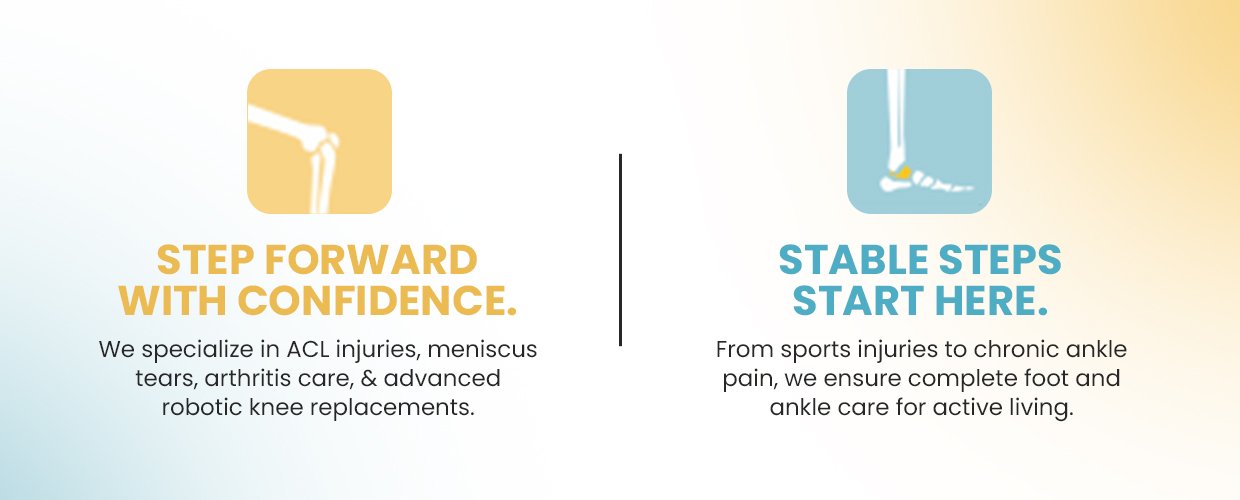 STEP FORWARD
WITH CONFIDENCE.
We specialize in ACL injuries, meniscus
tears, arthritis care, & advanced
robotic knee replacements.
STABLE STEPS
START HERE.
From sports injuries to chronic ankle
pain, we ensure complete foot and
ankle care for active living.